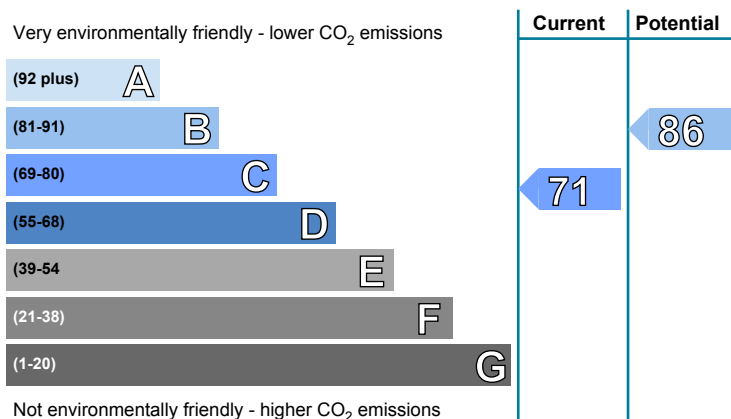 Current Potential
Very environmentally friendly - lower CO2 emissions
(92 plus) A
(81-91) B
86
(69-80) C
71
(55-68) D
(39-54 E
(21-38) F
(1-20) G
Not environmentally friendly - higher CO2 emissions